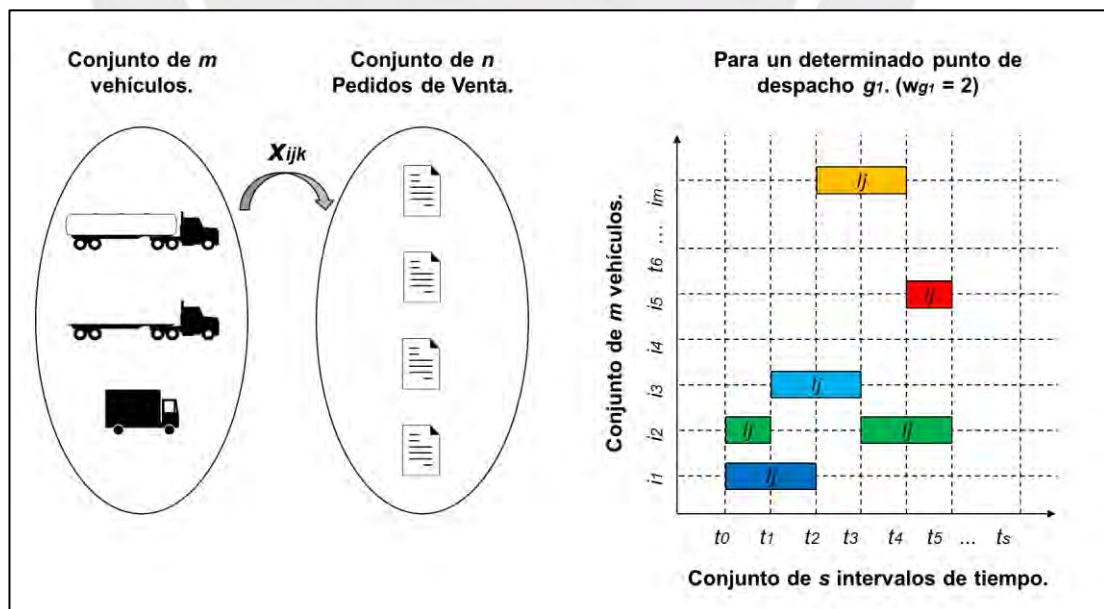 Conjunto de m
vehículos.
Conjunto de n
Pedidos de Venta.
xijk
Para un determinado punto de
despacho g1. (wg1 = 2)
Conjunto de m vehículos.
im
...
t6
i5
i4
i3
i2
i1
lj
lj
lj
lj
lj
lj
t0 t1 t2 t3 t4 t5 ... ts
Conjunto de s intervalos de tiempo.